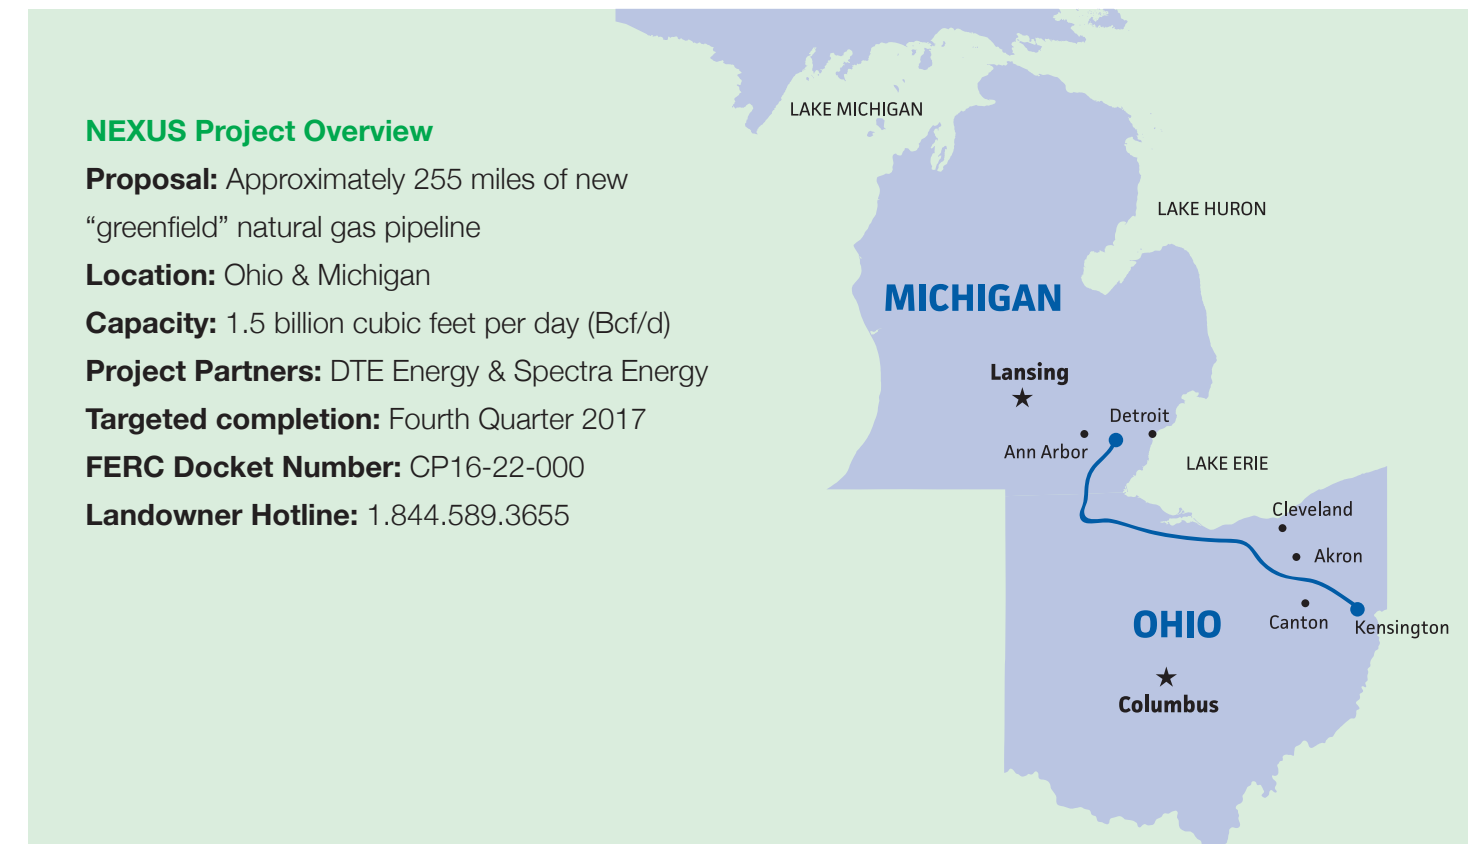 NEXUS Project Overview
Proposal: Approximately 255 miles of new
“greenfield” natural gas pipeline
Location: Ohio & Michigan
Capacity: 1.5 billion cubic feet per day (Bcf/d)
Project Partners: DTE Energy & Spectra Energy
Targeted completion: Fourth Quarter 2017
FERC Docket Number: CP16-22-000
Landowner Hotline: 1.844.589.3655
LAKE MICHIGAN
LAKE HURON
MICHIGAN
Lansing
Detroit
Ann Arbor
LAKE ERIE
Cleveland
Akron
OHIO
Canton
Kensington
Columbus